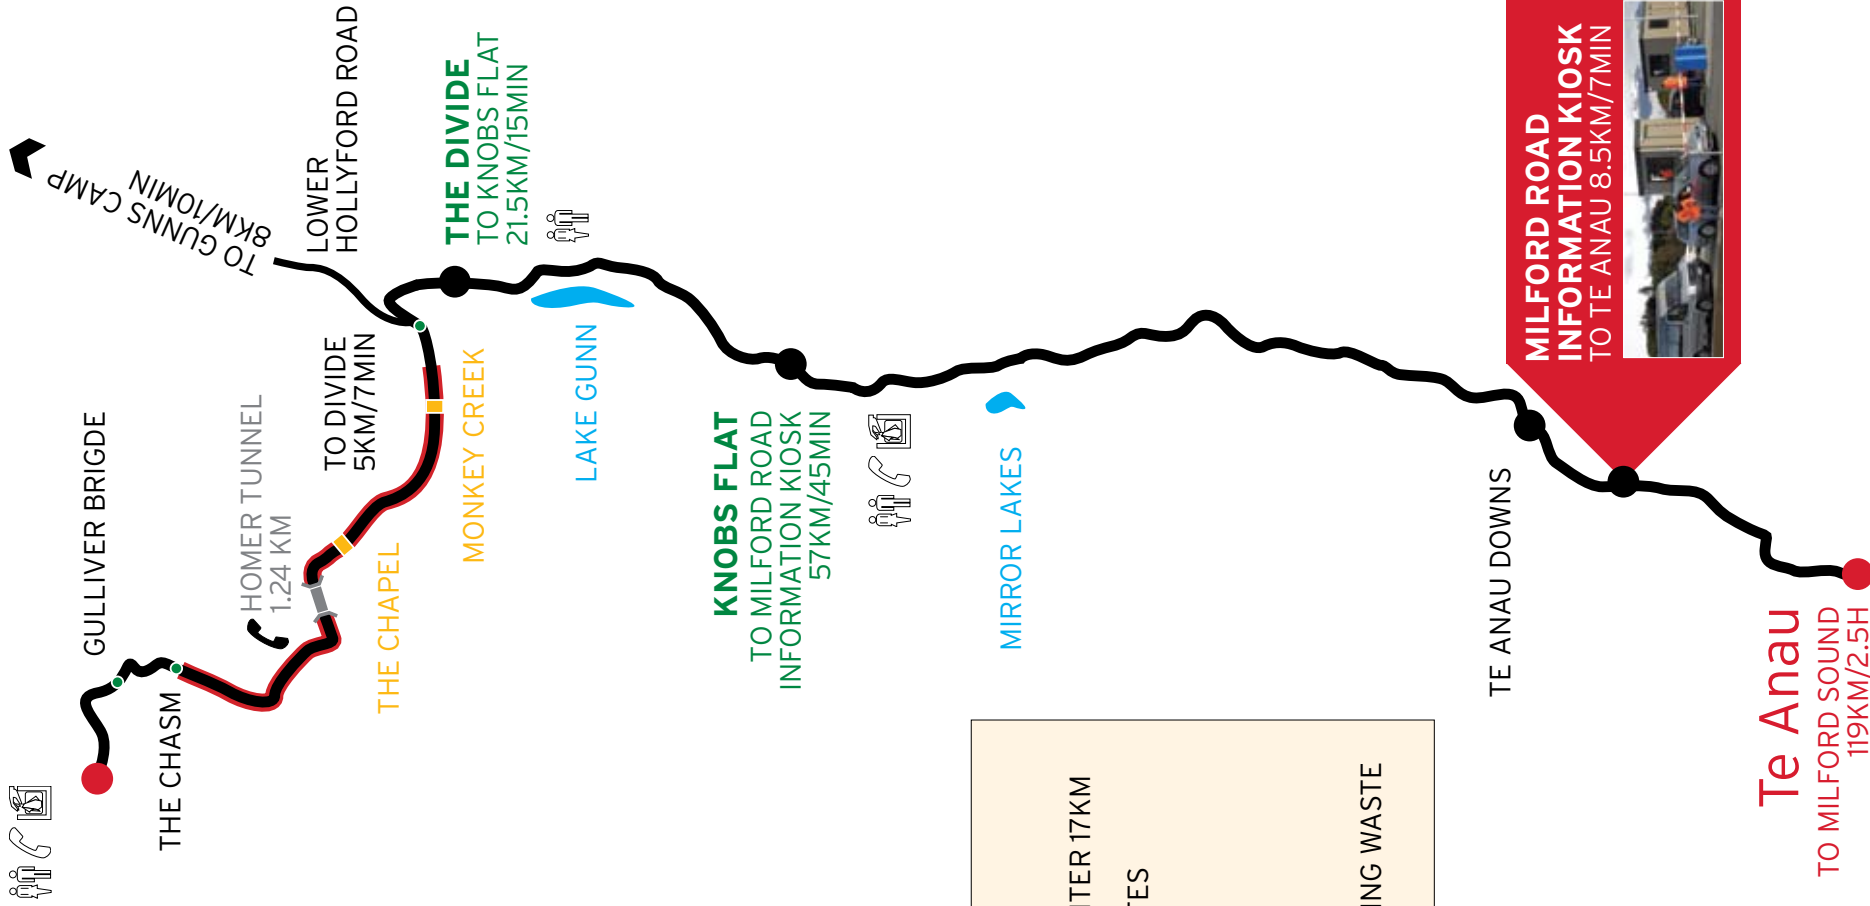 TO GUNNS CAMP
8KM/10MIN
LOWER
HOLLYFORD ROAD
THE DIVIDE
TO KNOBS FLAT
21.5KM/15MIN
GULLIVER BRIGDE
HOMER TUNNEL
1.24 KM
TO DIVIDE
5KM/7MIN
MONKEY CREEK
THE CHAPEL
THE CHASM
LAKE GUNN
KNOBS FLAT
TO MILFORD ROAD
INFORMATION KIOSK
57KM/45MIN
MIRROR LAKES
MILFORD ROAD
INFORMATION KIOSK
TO TE ANAU 8.5KM/7MIN
TE ANAU DOWNS
Te Anau
TO MILFORD SOUND
119KM/2.5H
NTER 17KM
TES
ING WASTE